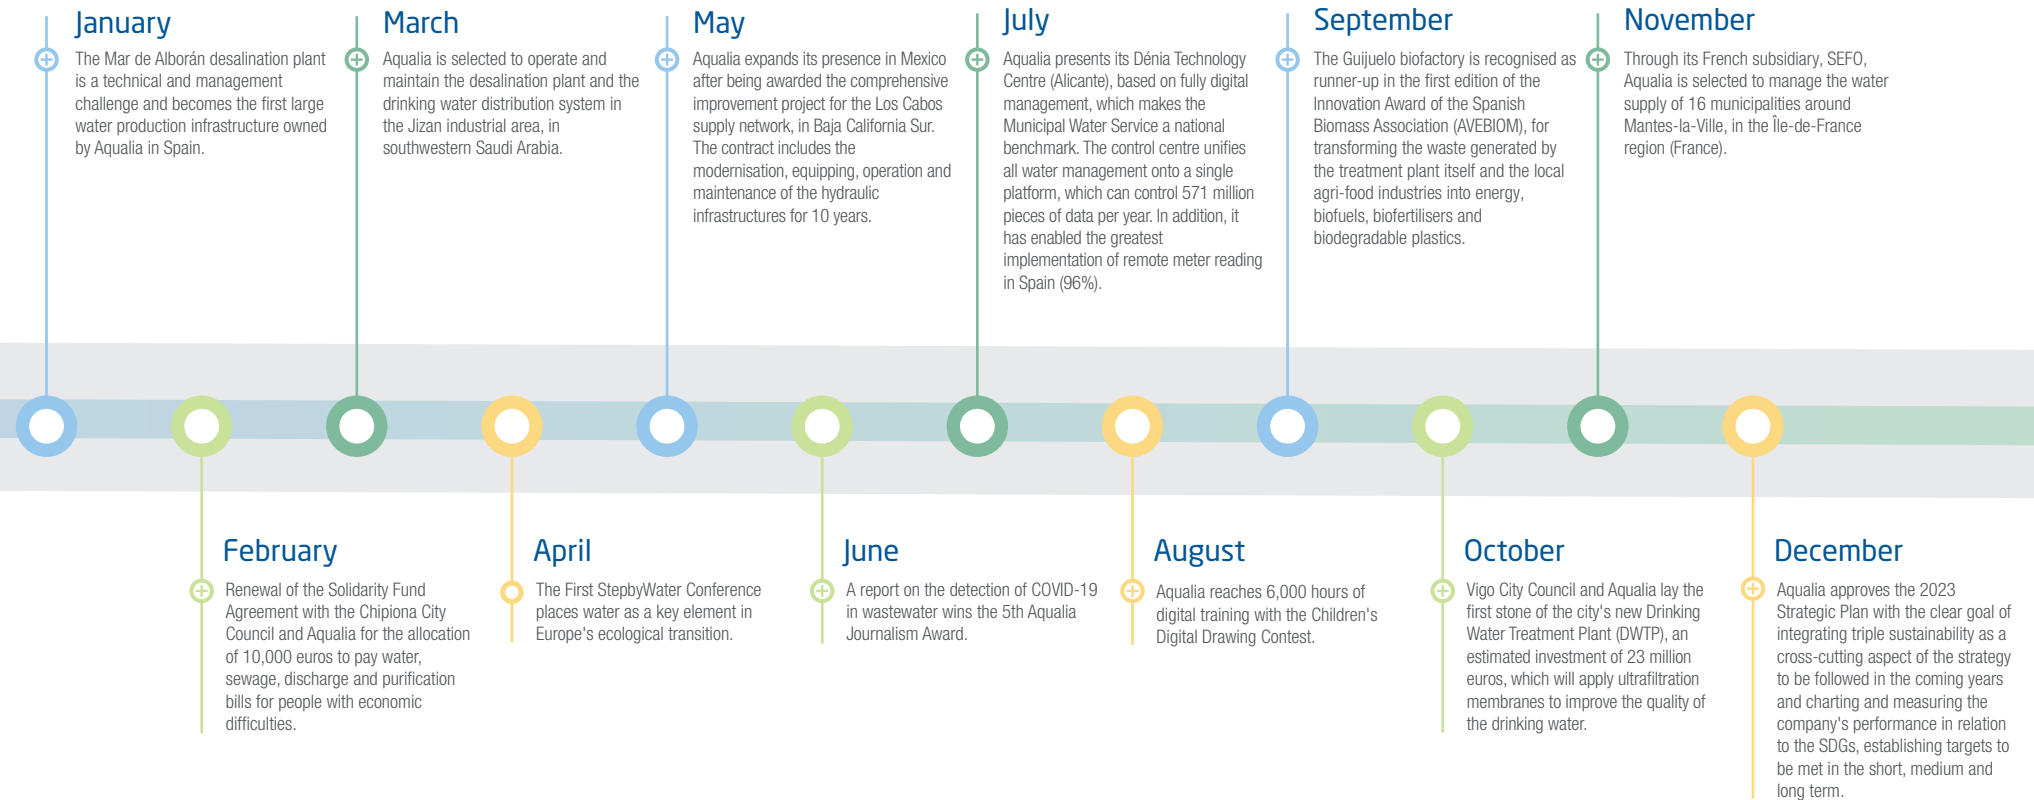 January
The Mar de Alborán desalination plant
is a technical and management
challenge and becomes the first large
water production infrastructure owned
by Aqualia in Spain.
March
Aqualia is selected to operate and
maintain the desalination plant and the
drinking water distribution system in
the Jizan industrial area, in
southwestern Saudi Arabia.
May
Aqualia expands its presence in Mexico
after being awarded the comprehensive
improvement project for the Los Cabos
supply network, in Baja California Sur.
The contract includes the
modernisation, equipping, operation and
maintenance of the hydraulic
infrastructures for 10 years.
July
Aqualia presents its Dénia Technology
Centre (Alicante), based on fully digital
management, which makes the
Municipal Water Service a national
benchmark. The control centre unifies
all water management onto a single
platform, which can control 571 million
pieces of data per year. In addition, it
has enabled the greatest
implementation of remote meter reading
in Spain (96%).
September
The Guijuelo biofactory is recognised as
runner-up in the first edition of the
Innovation Award of the Spanish
Biomass Association (AVEBIOM), for
transforming the waste generated by
the treatment plant itself and the local
agri-food industries into energy,
biofuels, biofertilisers and
biodegradable plastics.
November
Through its French subsidiary, SEFO,
Aqualia is selected to manage the water
supply of 16 municipalities around
Mantes-la-Ville, in the Île-de-France
region (France).
February
Renewal of the Solidarity Fund
Agreement with the Chipiona City
Council and Aqualia for the allocation
of 10,000 euros to pay water,
sewage, discharge and purification
bills for people with economic
difficulties.
April
The First StepbyWater Conference
places water as a key element in
Europe's ecological transition.
June
A report on the detection of COVID-19
in wastewater wins the 5th Aqualia
Journalism Award.
August
Aqualia reaches 6,000 hours of
digital training with the Children's
Digital Drawing Contest.
October
Vigo City Council and Aqualia lay the
first stone of the city's new Drinking
Water Treatment Plant (DWTP), an
estimated investment of 23 million
euros, which will apply ultrafiltration
membranes to improve the quality of
the drinking water.
December
Aqualia approves the 2023
Strategic Plan with the clear goal of
integrating triple sustainability as a
cross-cutting aspect of the strategy
to be followed in the coming years
and charting and measuring the
company's performance in relation
to the SDGs, establishing targets to
be met in the short, medium and
long term.